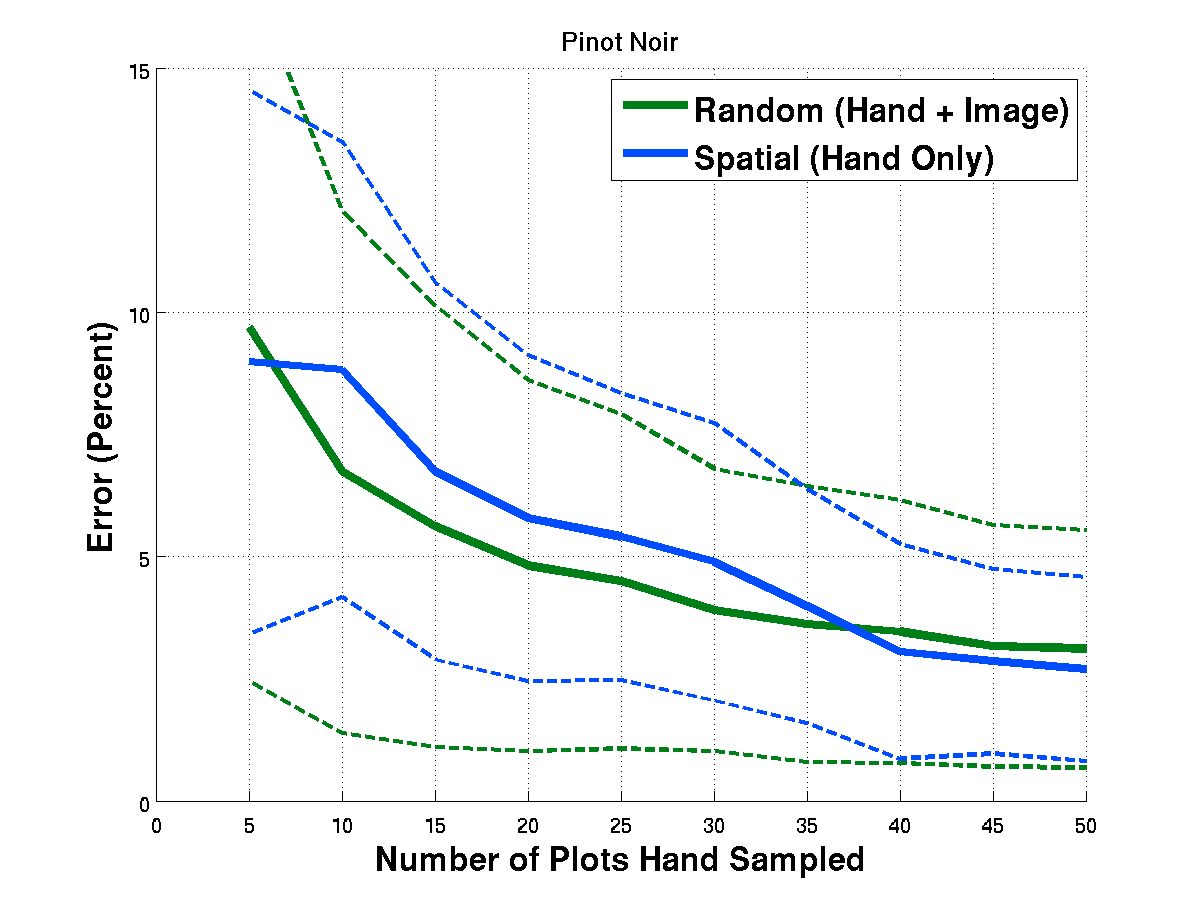 Pinot Noir
15
10
5
0
Error (Percent)
Random (Hand + Image)
Spatial (Hand Only)
0 5 10 15 20 25 30 35 40 45 50
Number of Plots Hand Sampled